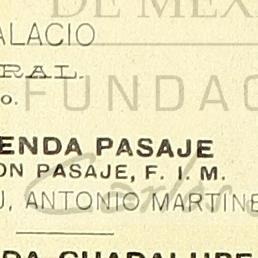 DE MEX
ALACIO
RAL.
o.
FUNDAC
ENDA PASAJE
ON PASAJE, F. I. M.
U, ANTONIO MARTINE
DA GUADALUPE